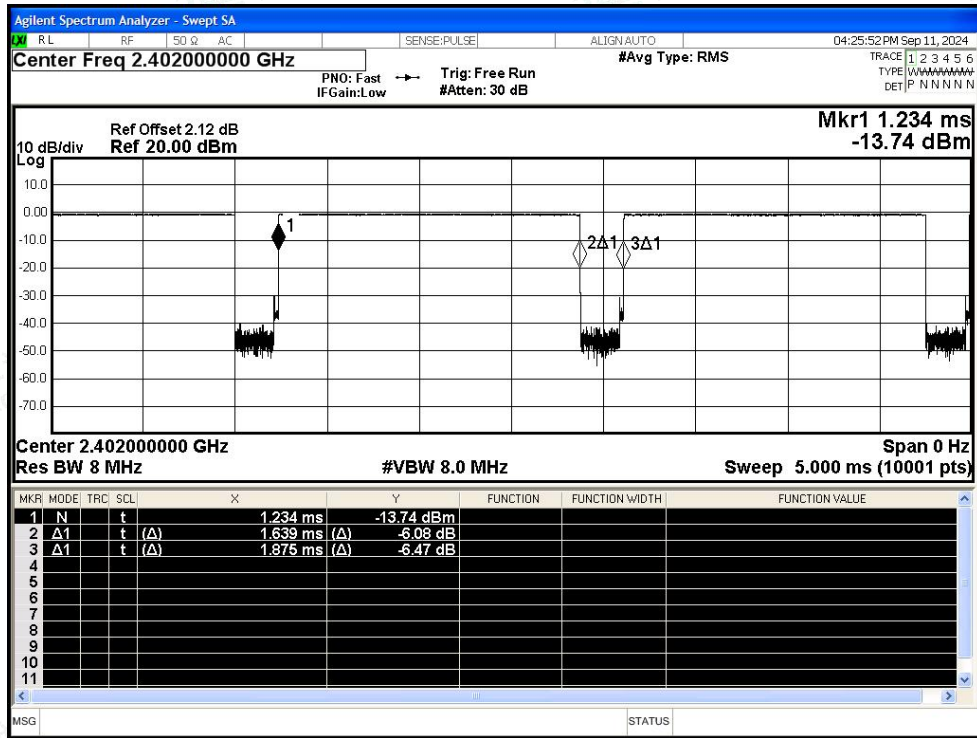 Agilent Spectrum Analyzer - Swept SA
LXI RL RF 50 Ω AC SENSE:PULSE ALIGN AUTO 04:25:52 PM Sep 11, 2024
Center Freq 2.402000000 GHz
#Avg Type: RMS
TRACE 1 2 3 4 5 6
PNO: Fast Trig: Free Run
TYPE W
IFGain:Low #Atten: 30 dB
DET P N N N N N
Mkr1 1.234 ms
-13.74 dBm
Ref Offset 2.12 dB
10 dB/div Ref 20.00 dBm
Log
10.0
0.00
-10.0
-20.0
-30.0
-40.0
-50.0
-60.0
-70.0
1
2Δ1 3Δ1
Center 2.402000000 GHz Span 0 Hz
Res BW 8 MHz #VBW 8.0 MHz Sweep 5.000 ms (10001 pts)
MKR MODE TRC SCL X Y FUNCTION FUNCTION WIDTH FUNCTION VALUE
1 N t 1.234 ms -13.74 dBm
2 Δ1 t (Δ) 1.639 ms (Δ) -6.08 dB
3 Δ1 t (Δ) 1.875 ms (Δ) -6.47 dB
4
5
6
7
8
9
10
11
MSG STATUS